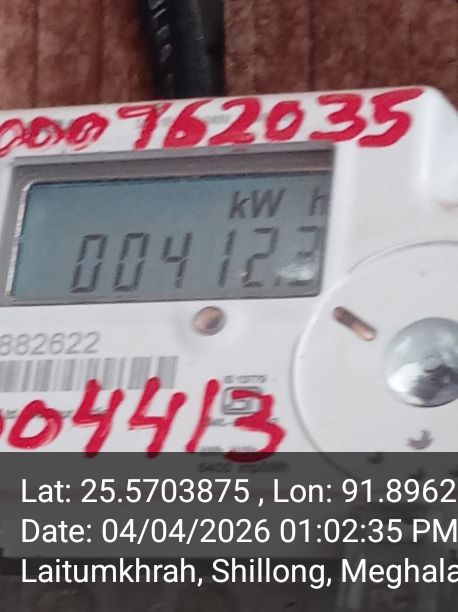 000962035
kW h
00412.3
882622
004413
Lat: 25.5703875 , Lon: 91.8962
Date: 04/04/2026 01:02:35 PM
Laitumkhrah, Shillong, Meghala